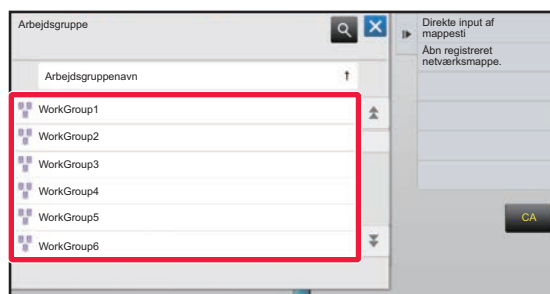 Arbejdsgruppe
Arbejdsgruppenavn
WorkGroup1
WorkGroup2
WorkGroup3
WorkGroup4
WorkGroup5
WorkGroup6
Direkte input af
mappesti
Åbn registreret
netværksmappe.
CA